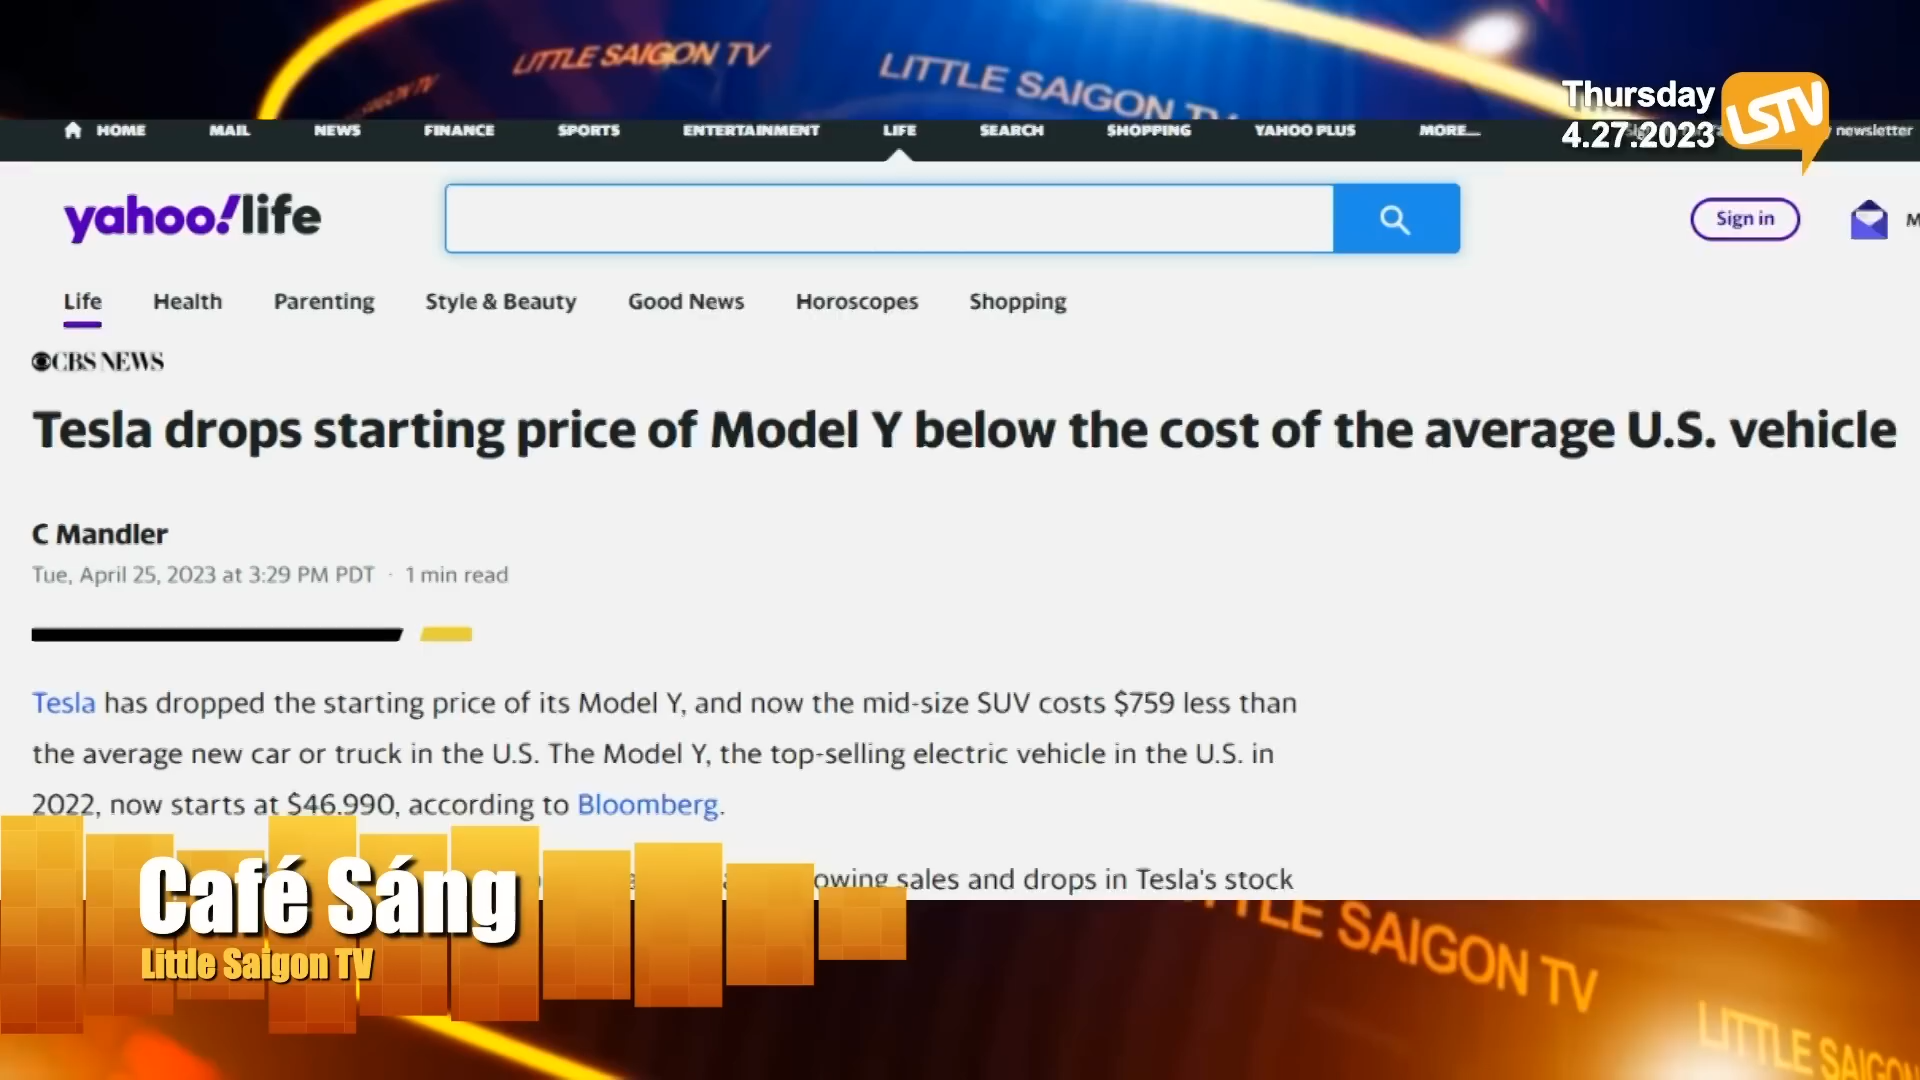 LITTLE SAIGON TV
LITTLE SAIGON TV
Thursday
4.27.2023
LSTV
HOME MAIL NEWS FINANCE SPORTS ENTERTAINMENT LIFE SEARCH SHOPPING YAHOO PLUS MORE... newsletter
yahoo!life
Sign in
Life Health Parenting Style & Beauty Good News Horoscopes Shopping
CBS NEWS
Tesla drops starting price of Model Y below the cost of the average U.S. vehicle
C Mandler
Tue, April 25, 2023 at 3:29 PM PDT · 1 min read
Tesla has dropped the starting price of its Model Y, and now the mid-size SUV costs $759 less than
the average new car or truck in the U.S. The Model Y, the top-selling electric vehicle in the U.S. in
2022, now starts at $46,990, according to Bloomberg.
sales and drops in Tesla's stock
Café Sáng
Little Saigon TV
SAIGON TV
LITTLE SAIGON